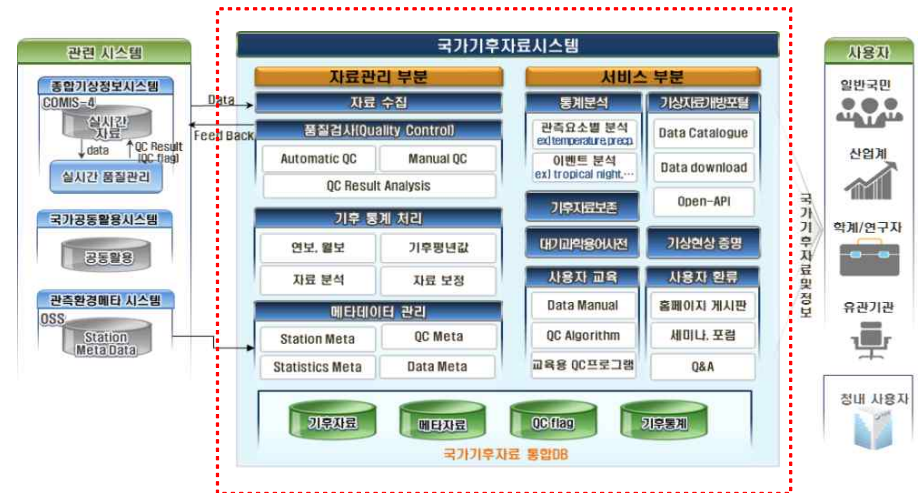 관련 시스템
종합기상정보시스템
COMIS-4
실시간
자료
data
QC Result
(QC flag)
실시간 품질관리
국가공동활용시스템
공동활용
관측환경메타 시스템
OSS
Station
Meta Data
Data
Feed Back
국가기후자료시스템
자료관리 부분
자료 수집
품질검사(Quality Control)
Automatic QC
Manual QC
QC Result Analysis
기후 통계 처리
연보, 월보
기후평년값
자료 분석
자료 보정
메타데이터 관리
Station Meta
QC Meta
Statistics Meta
Data Meta
서비스 부분
통계분석
관측요소별 분석
ex)temperature,precp.
이벤트 분석
ex) tropical night,…
기상자료개방포털
Data Catalogue
Data download
Open-API
기후자료보존
대기과학용어사전
기상현상 증명
사용자 교육
Data Manual
QC Algorithm
교육용 QC프로그램
사용자 환류
홈페이지 게시판
세미나, 포럼
Q&A
기후자료
메타자료
QC flag
기후통계
국가기후자료 통합DB
국가기후자료및정보
사용자
일반국민
산업계
학계/연구자
유관기관
청내 사용자